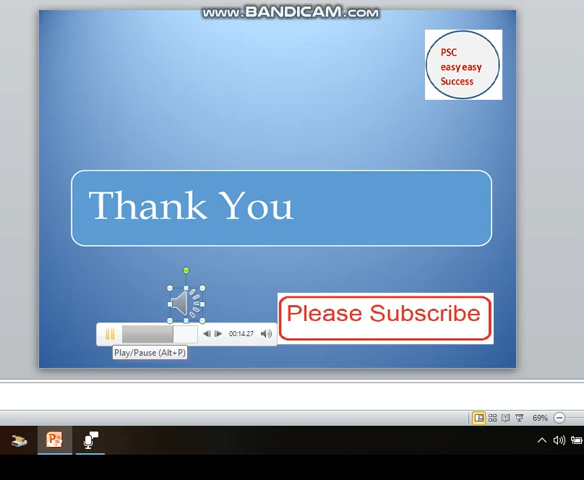 www.BANDICAM.com
PSC
easy easy
Success
Thank You
Please Subscribe
00:14.27
Play/Pause (Alt+P)
69%